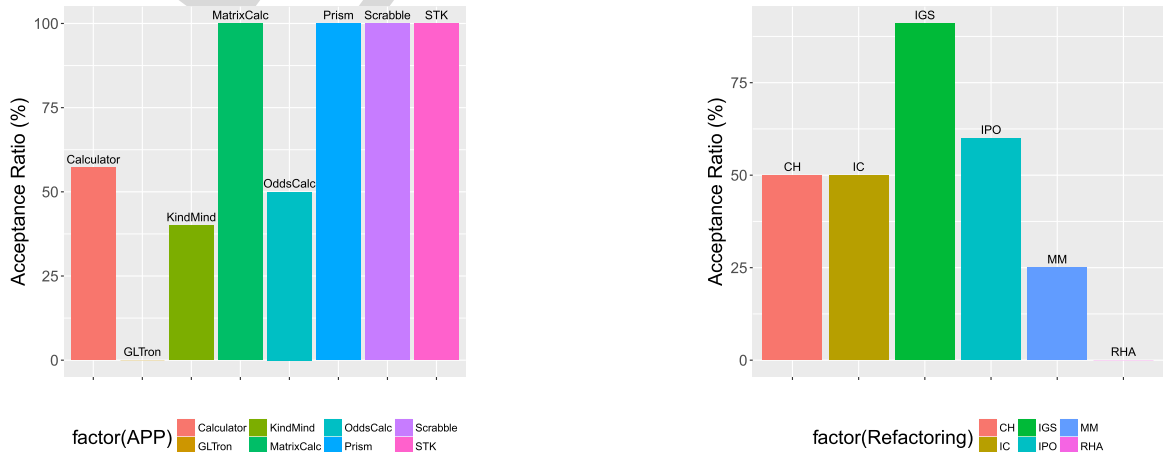 Acceptance Ratio (%)
100
75
50
25
0
Calculator
GLTron
KindMind
MatrixCalc
OddsCalc
Prism
Scrabble
STK
factor(APP)
Calculator KindMind OddsCalc Scrabble
GLTron MatrixCalc Prism STK
Acceptance Ratio (%)
75
50
25
0
CH
IC
IGS
IPO
MM
RHA
factor(Refactoring)
CH IGS MM
IC IPO RHA